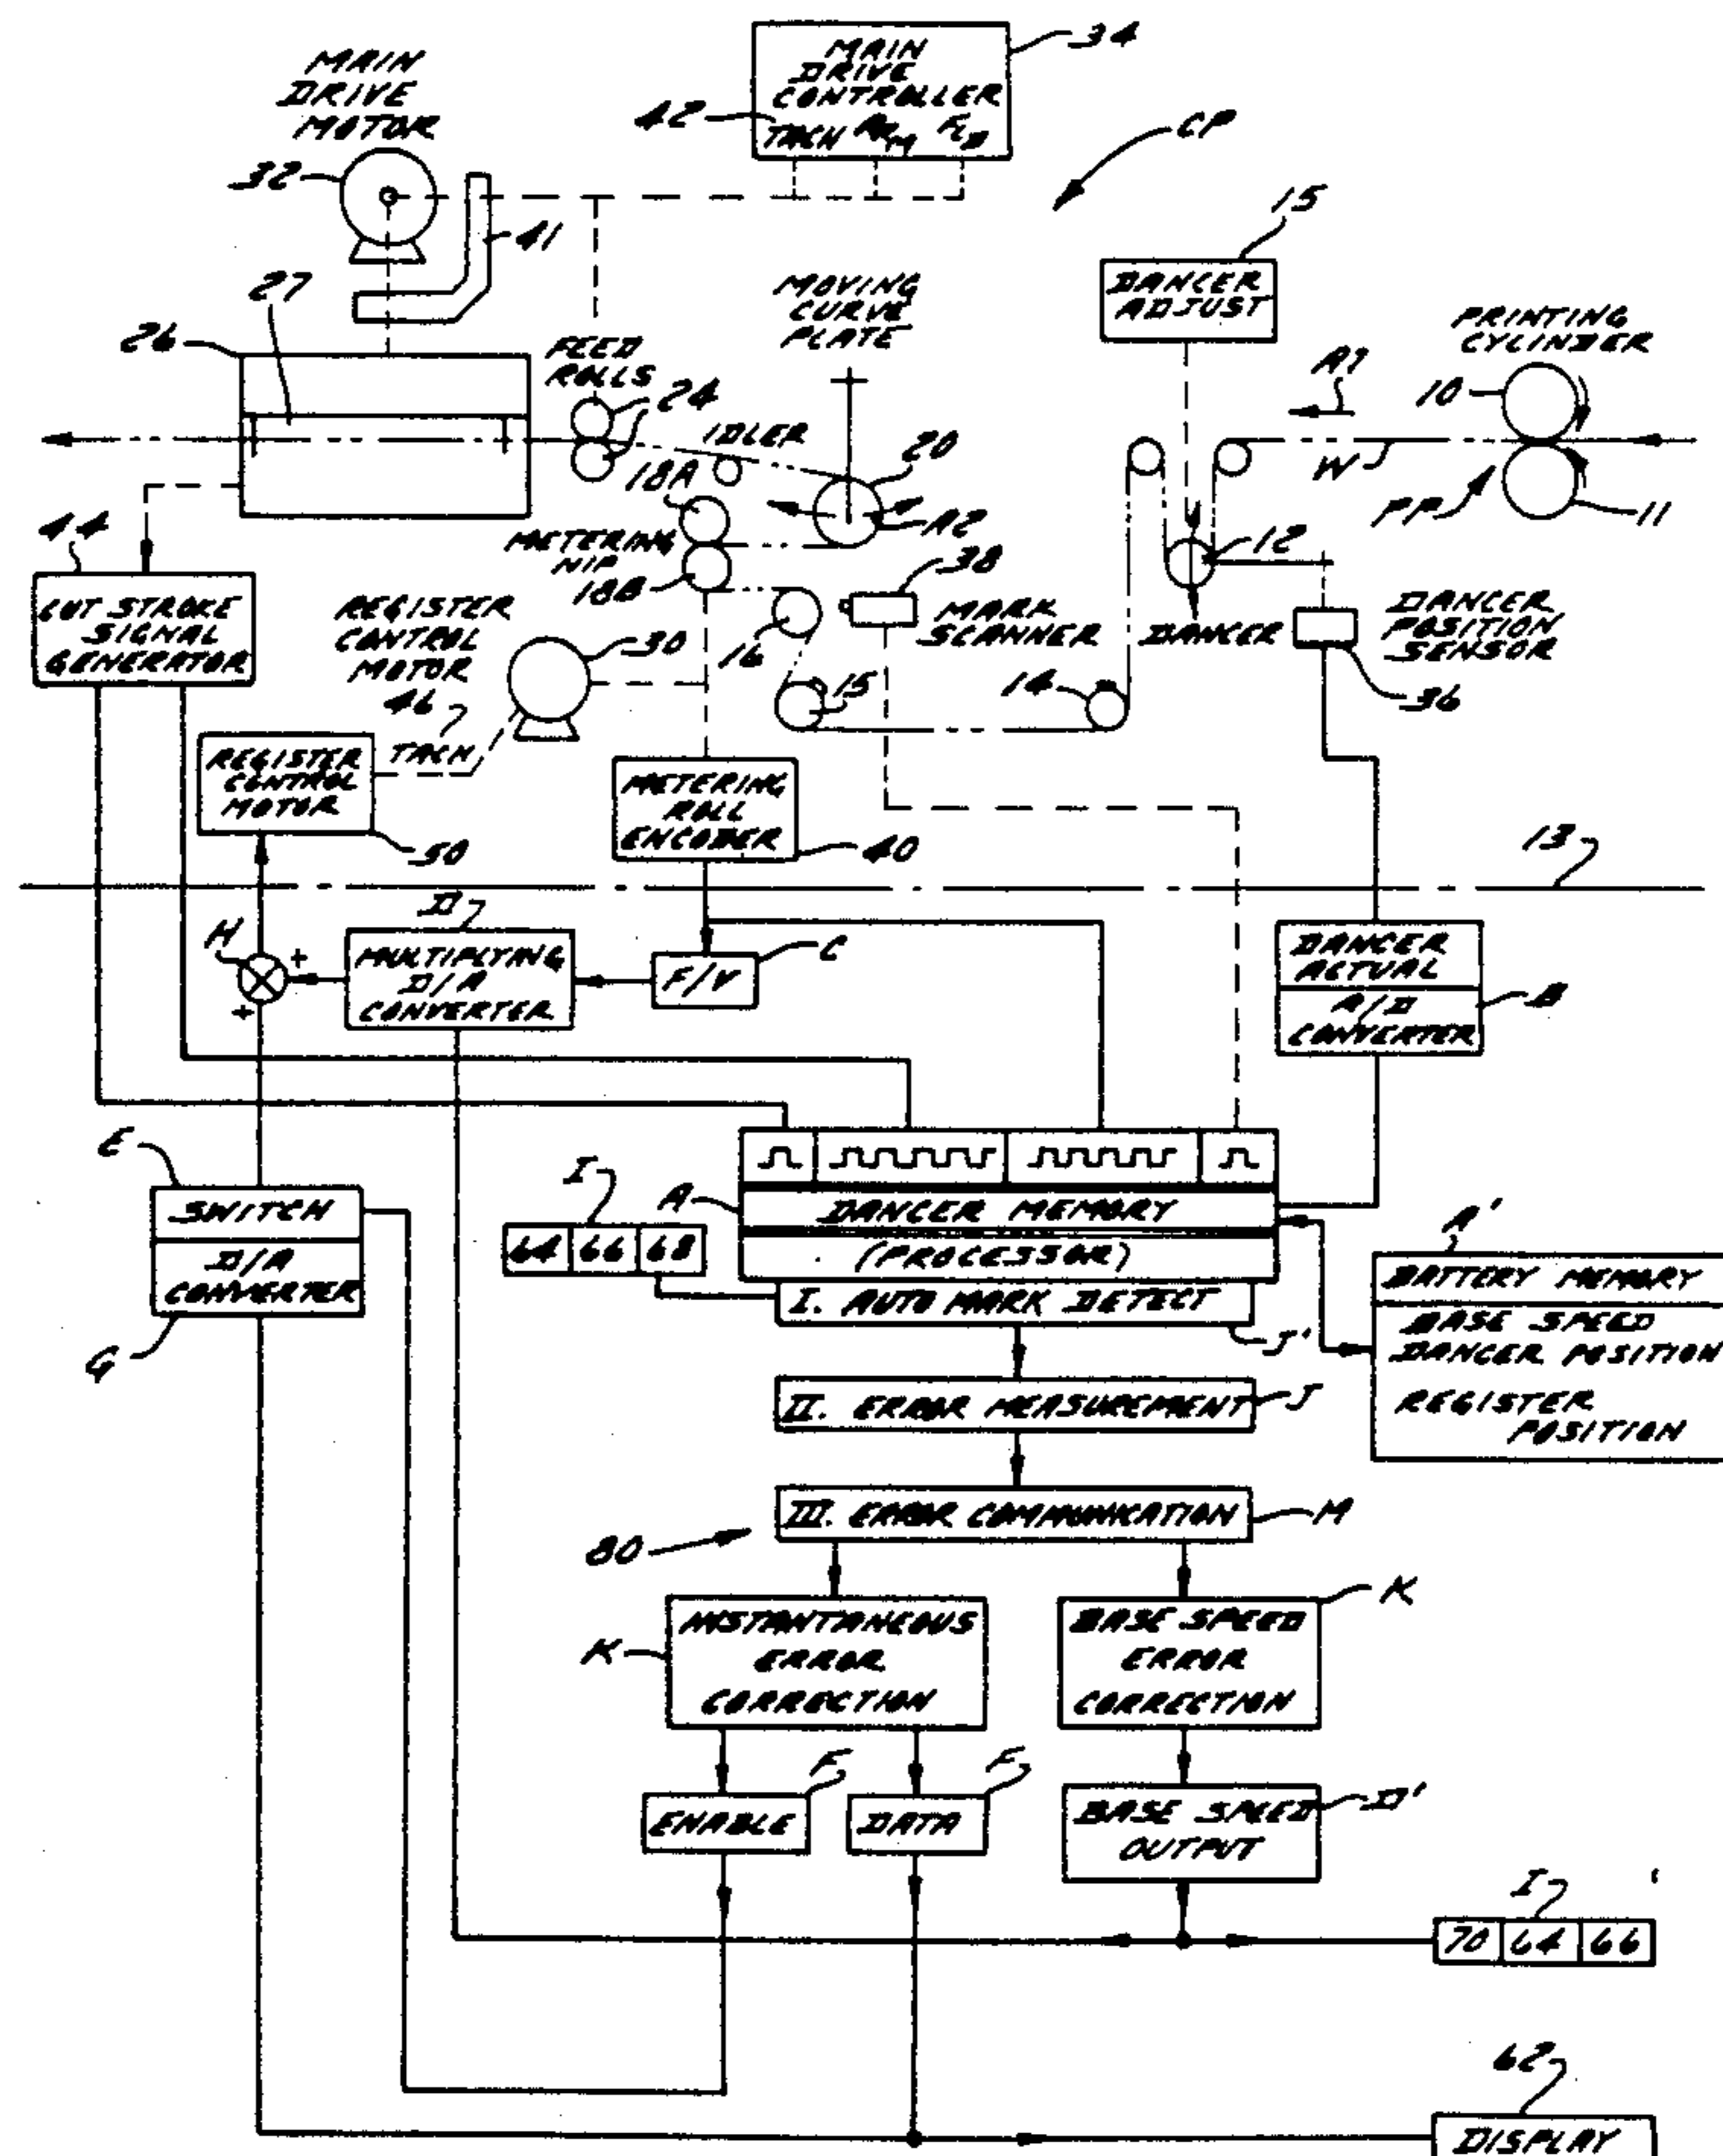 MAIN
DRIVE
MOTOR
32
41
MAIN
DRIVE
CONTROLLER
42
TACH ARM FLD
34
CP
15
DANCER
ADJUST
PRINTING
CYLINDER
A1
10
W
PP
11
26
27
FEED
ROLLS
24
MOVING
CURVE
PLATE
IDLER
20
A2
18A
METERING
NIP
18B
38
MARK
SCANNER
12
DANCER
DANCER
POSITION
SENSOR
36
44
CUT STROKE
SIGNAL
GENERATOR
REGISTER
CONTROL
MOTOR
30
46
TACH
16
15
14
REGISTER
CONTROL
MOTOR
50
METERING
ROLL
ENCODER
40
13
H
+
+
D
MULTIPLYING
D/A
CONVERTER
F/V
C
DANCER
ACTUAL
A/D
CONVERTER
B
E
SWITCH
D/A
CONVERTER
G
I
64 66 68
A
DANCER MEMORY
(PROCESSOR)
I. AUTO MARK DETECT
J'
A'
BATTERY MEMORY
BASE SPEED
DANCER POSITION
REGISTER
POSITION
II. ERROR MEASUREMENT
J
III. ERROR COMMUNICATION
M
80
K
INSTANTANEOUS
ERROR
CORRECTION
BASE SPEED
ERROR
CORRECTION
K
F
ENABLE
F
DATA
BASE SPEED
OUTPUT
D'
I
70 64 66
62
DISPLAY